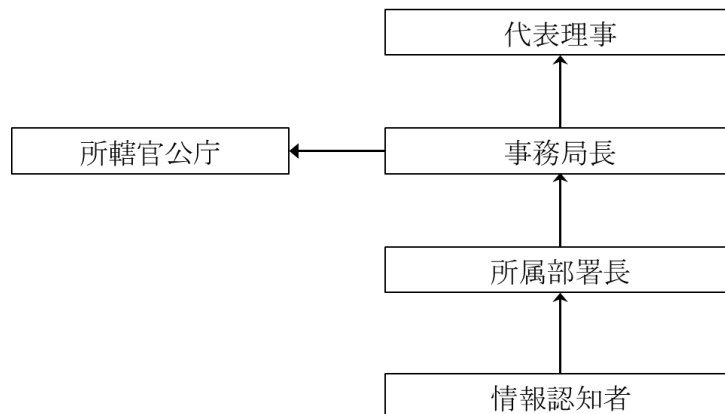 代表理事
所轄官公庁
事務局長
所属部署長
情報認知者